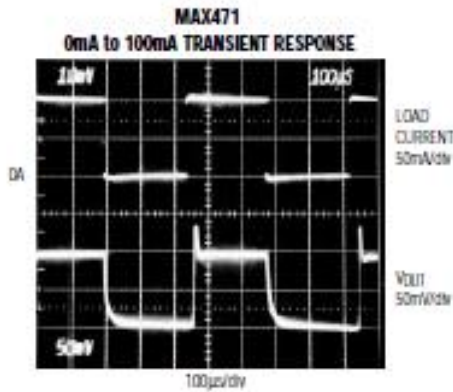 MAX471
0mA to 100mA TRANSIENT RESPONSE
10mV
100µS
LOAD
CURRENT
50mA/div
0A
VOUT
50mV/div
50mV
100µs/div